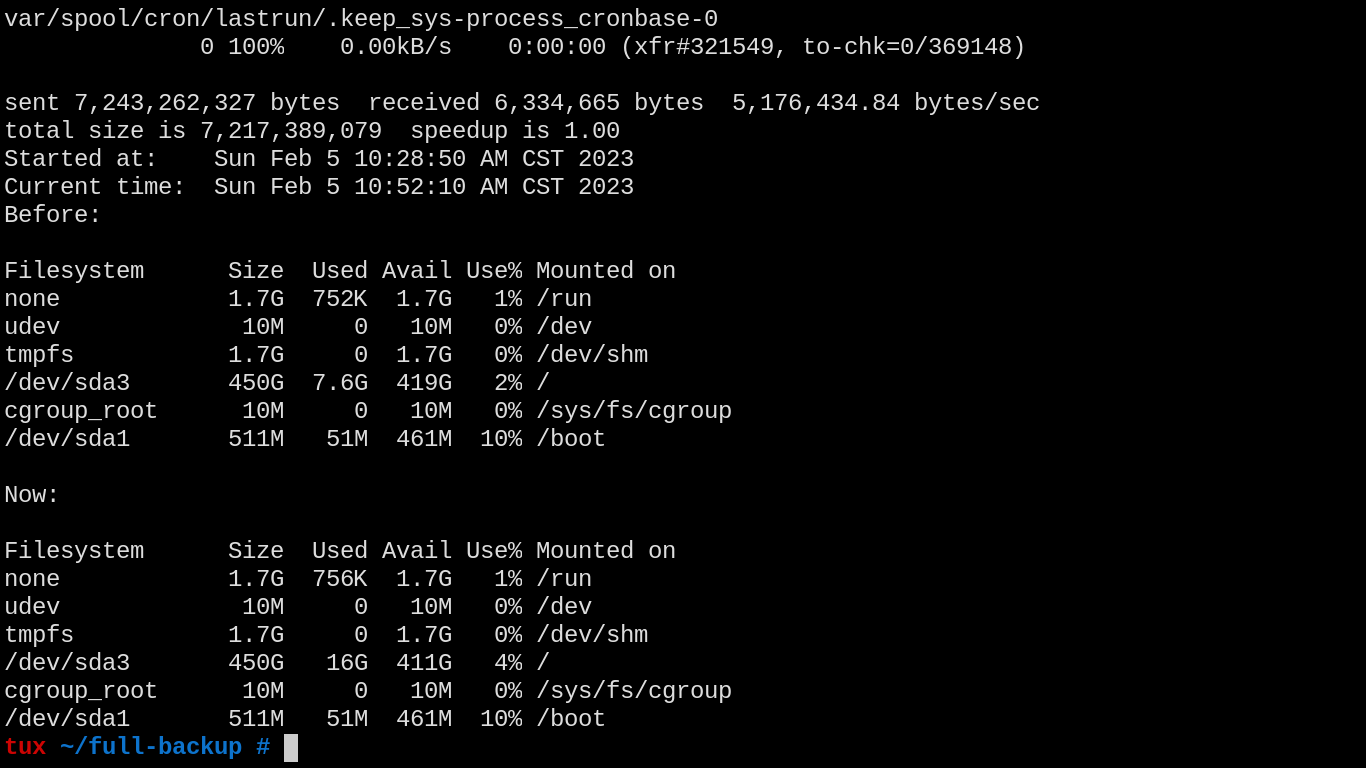 var/spool/cron/lastrun/.keep_sys-process_cronbase-0
              0 100%    0.00kB/s    0:00:00 (xfr#321549, to-chk=0/369148)

sent 7,243,262,327 bytes  received 6,334,665 bytes  5,176,434.84 bytes/sec
total size is 7,217,389,079  speedup is 1.00
Started at:    Sun Feb 5 10:28:50 AM CST 2023
Current time:  Sun Feb 5 10:52:10 AM CST 2023
Before:

Filesystem      Size  Used Avail Use% Mounted on
none            1.7G  752K  1.7G   1% /run
udev             10M     0   10M   0% /dev
tmpfs           1.7G     0  1.7G   0% /dev/shm
/dev/sda3       450G  7.6G  419G   2% /
cgroup_root      10M     0   10M   0% /sys/fs/cgroup
/dev/sda1       511M   51M  461M  10% /boot

Now:

Filesystem      Size  Used Avail Use% Mounted on
none            1.7G  756K  1.7G   1% /run
udev             10M     0   10M   0% /dev
tmpfs           1.7G     0  1.7G   0% /dev/shm
/dev/sda3       450G   16G  411G   4% /
cgroup_root      10M     0   10M   0% /sys/fs/cgroup
/dev/sda1       511M   51M  461M  10% /boot
tux ~/full-backup #